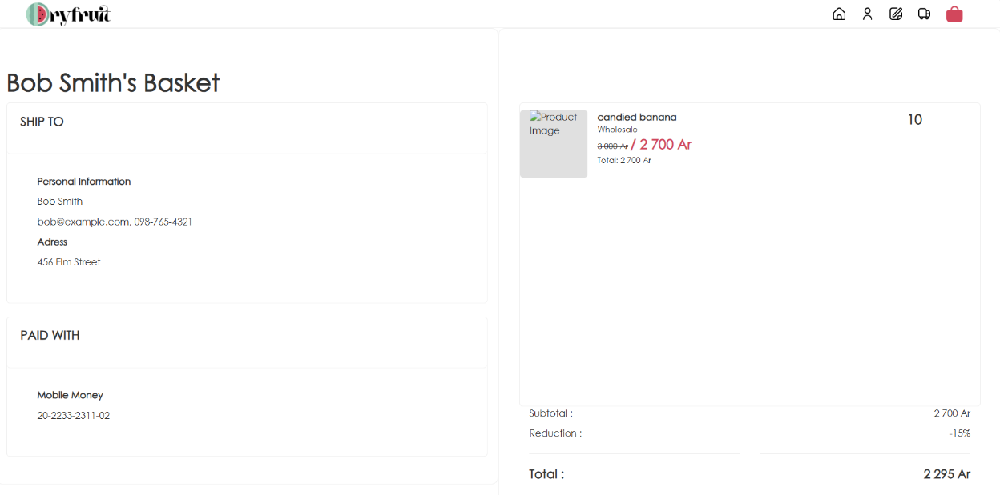 Dryfruit
Bob Smith's Basket
SHIP TO
Personal Information
Bob Smith
bob@example.com, 098-765-4321
Adress
456 Elm Street
PAID WITH
Mobile Money
20-2233-2311-02
Product
Image
candied banana
10
Wholesale
3 000 Ar / 2 700 Ar
Total: 2 700 Ar
Subtotal : 2 700 Ar
Reduction : -15%
Total : 2 295 Ar